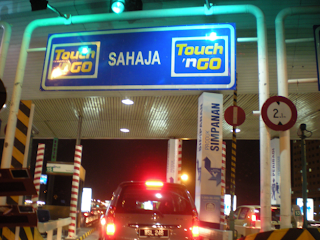 Touch
'nGO
SAHAJA
Touch
'nGO
SIMPANAN
2